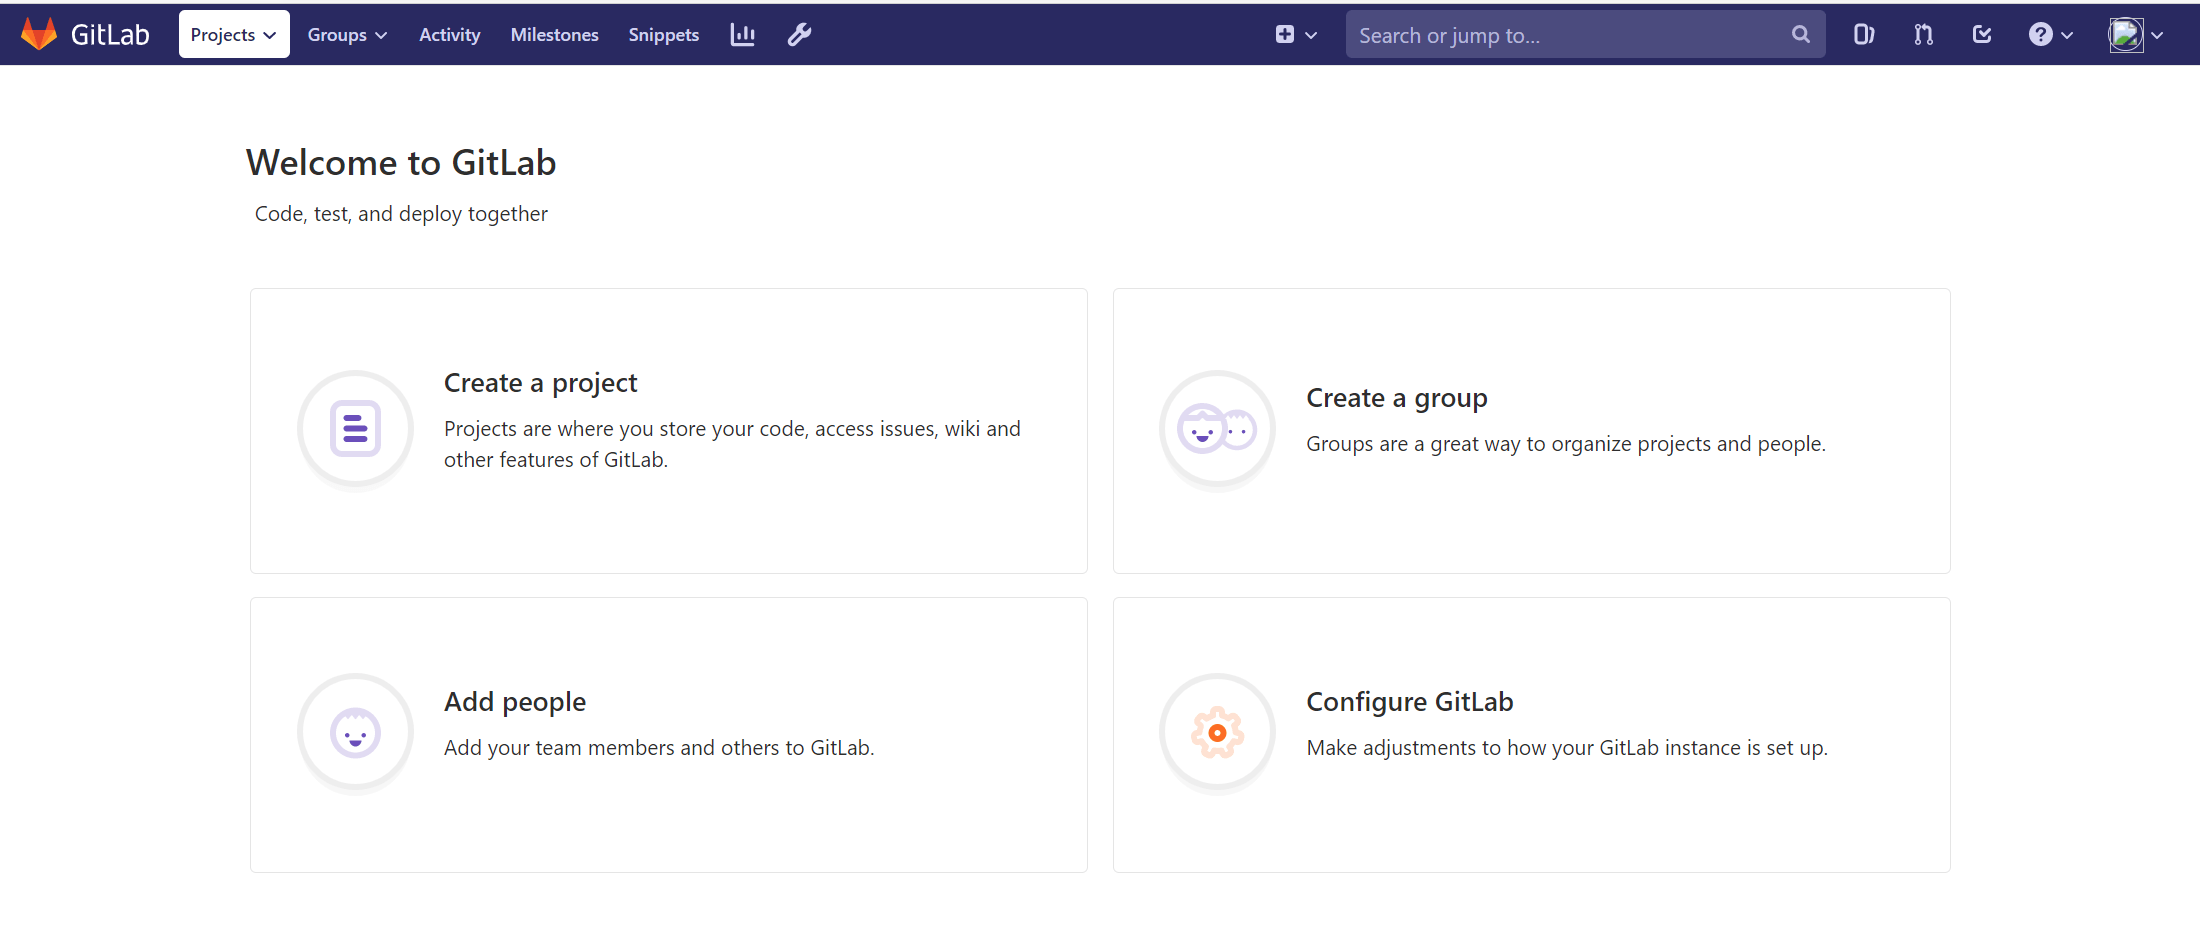 GitLab Projects Groups Activity Milestones Snippets Search or jump to...
Welcome to GitLab
Code, test, and deploy together
Create a project
Projects are where you store your code, access issues, wiki and
other features of GitLab.
Create a group
Groups are a great way to organize projects and people.
Add people
Add your team members and others to GitLab.
Configure GitLab
Make adjustments to how your GitLab instance is set up.